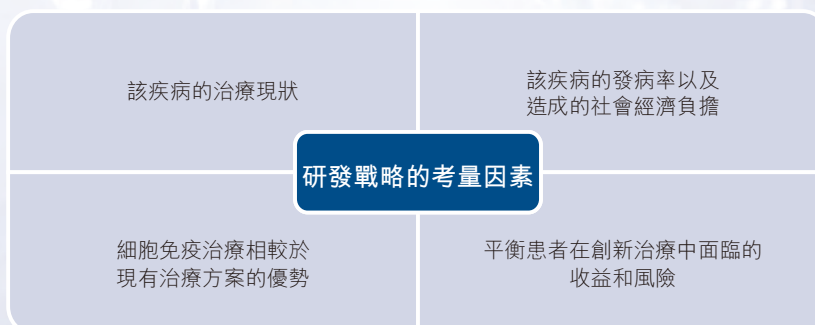 該疾病的治療現狀
該疾病的發病率以及
造成的社會經濟負擔
研發戰略的考量因素
細胞免疫治療相較於
現有治療方案的優勢
平衡患者在創新治療中面臨的
收益和風險